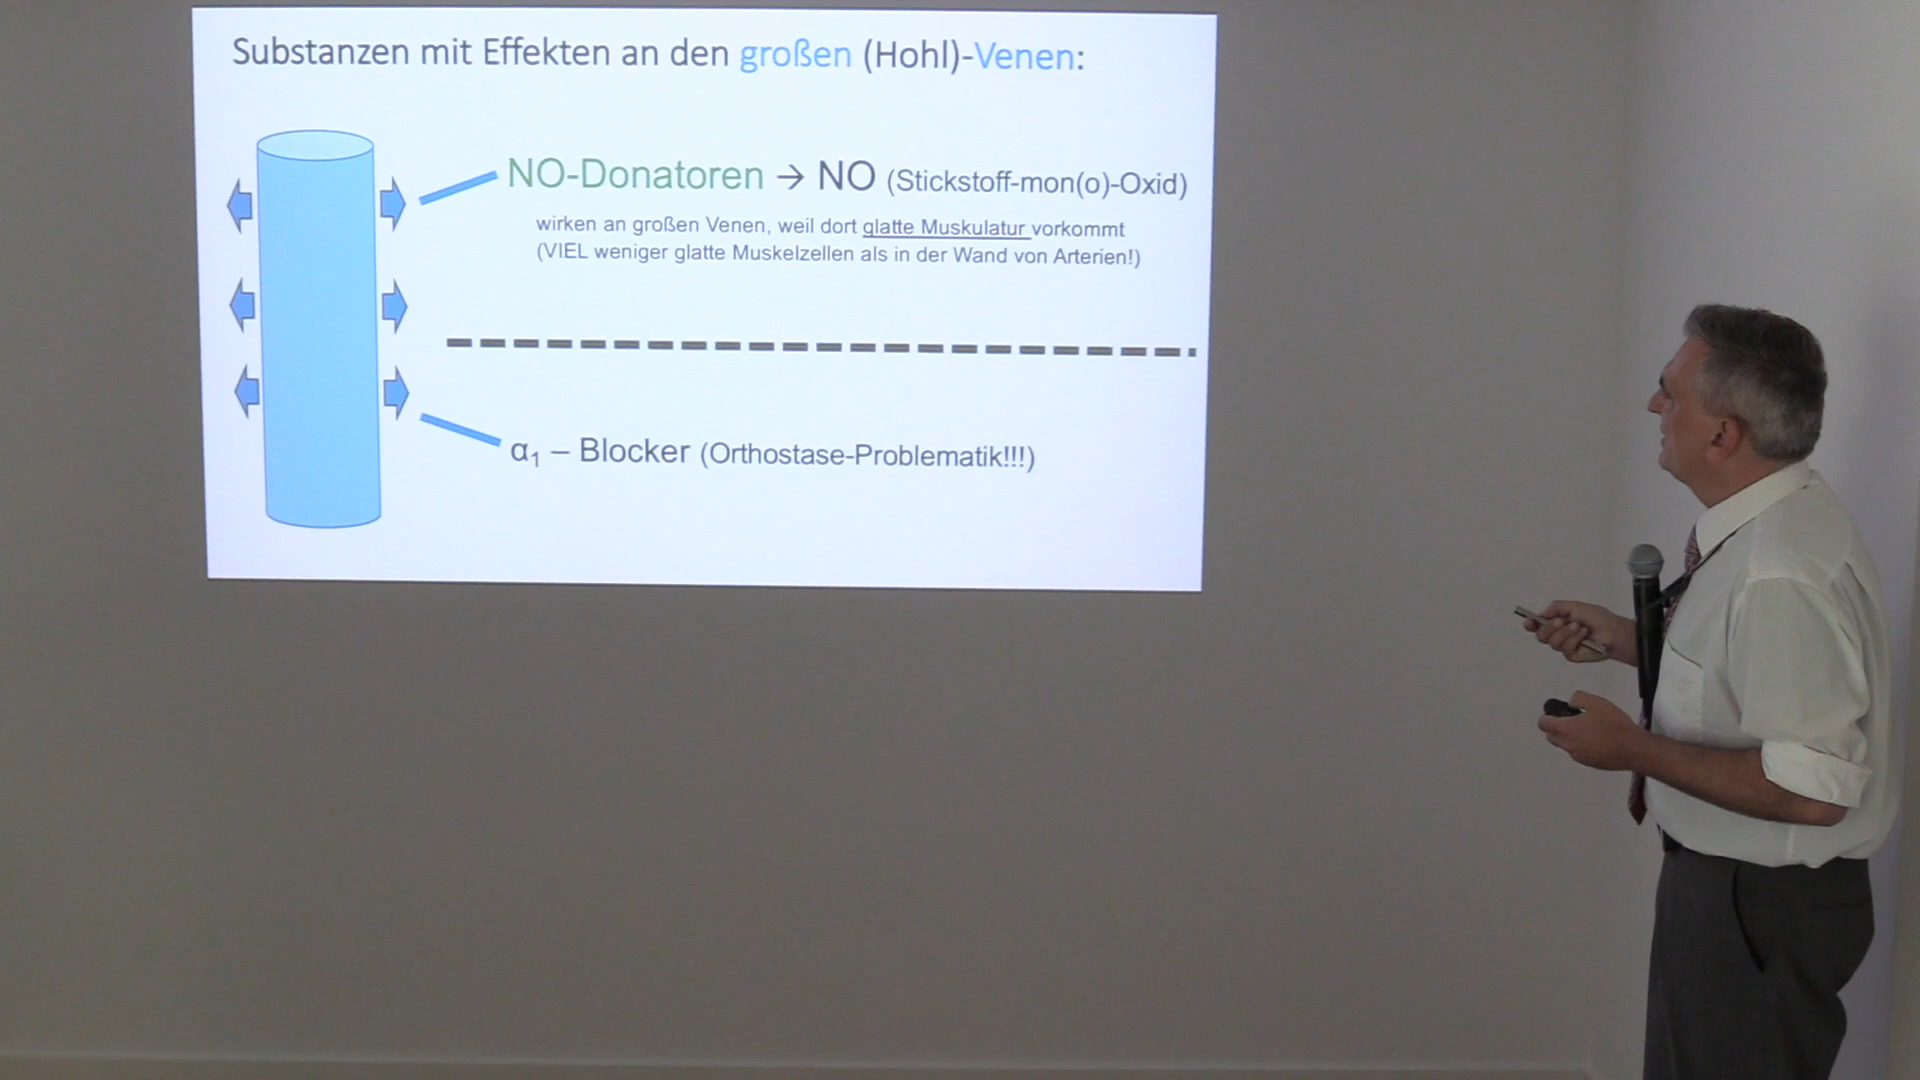 Substanzen mit Effekten an den großen (Hohl)-Venen:
NO-Donatoren → NO (Stickstoff-mon(o)-Oxid)
wirken an großen Venen, weil dort glatte Muskulatur vorkommt
(VIEL weniger glatte Muskelzellen als in der Wand von Arterien!)
α₁ – Blocker (Orthostase-Problematik!!!)